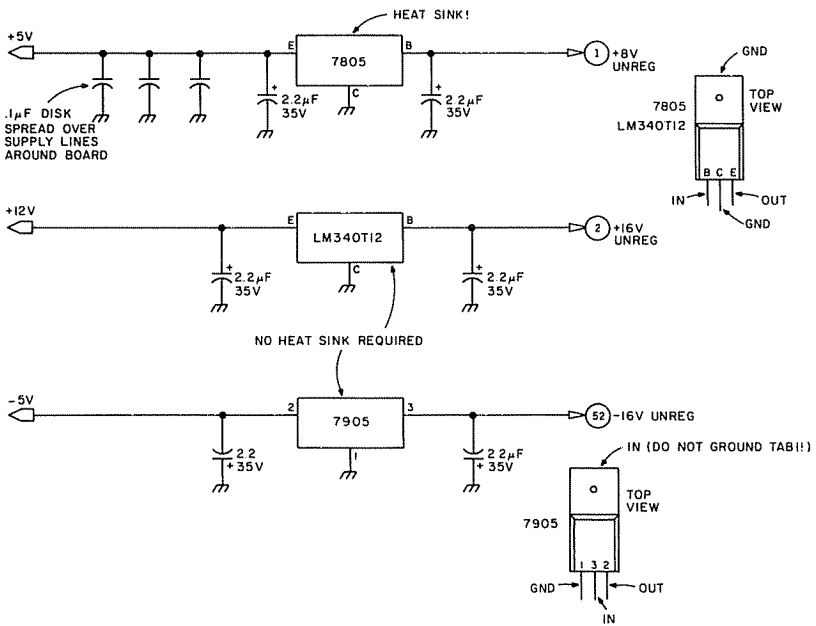 HEAT SINK!
+5V
E
7805
B
1
+8V
UNREG
C
+
2.2µF
35V
+
2.2µF
35V
.1µF DISK
SPREAD OVER
SUPPLY LINES
AROUND BOARD
GND
7805
LM340T12
TOP
VIEW
B C E
IN
OUT
GND
+12V
E
LM340T12
B
2
+16V
UNREG
C
+
2.2µF
35V
+
2.2µF
35V
NO HEAT SINK REQUIRED
-5V
2
7905
3
52
-16V UNREG
1
2.2
+ 35V
2.2µF
+ 35V
IN (DO NOT GROUND TAB!!)
7905
TOP
VIEW
1 3 2
GND
OUT
IN